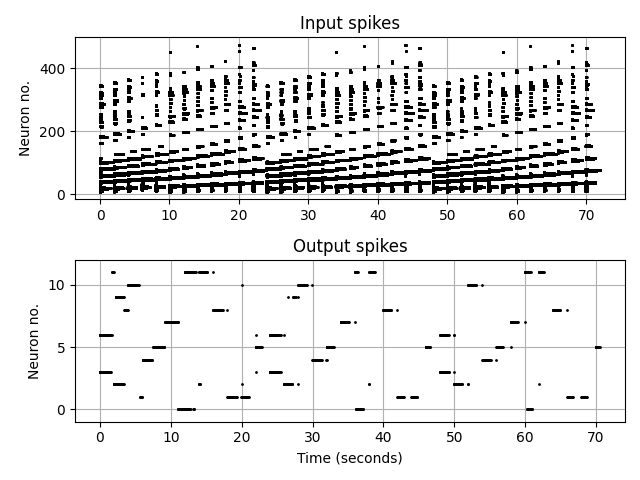 Input spikes
Neuron no.
400
200
0
0 10 20 30 40 50 60 70
Output spikes
Neuron no.
10
5
0
0 10 20 30 40 50 60 70
Time (seconds)